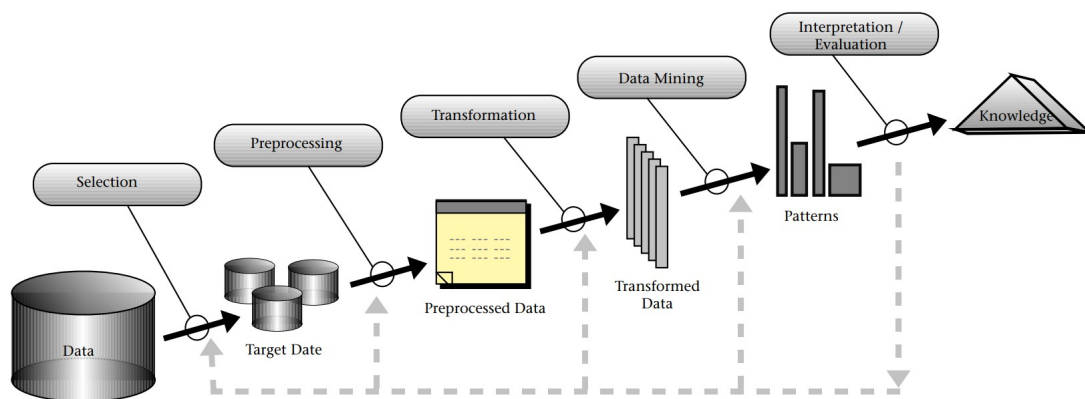 Interpretation /
Evaluation
Data Mining
Transformation
Preprocessing
Selection
Data
Target Date
Preprocessed Data
Transformed
Data
Patterns
Knowledge